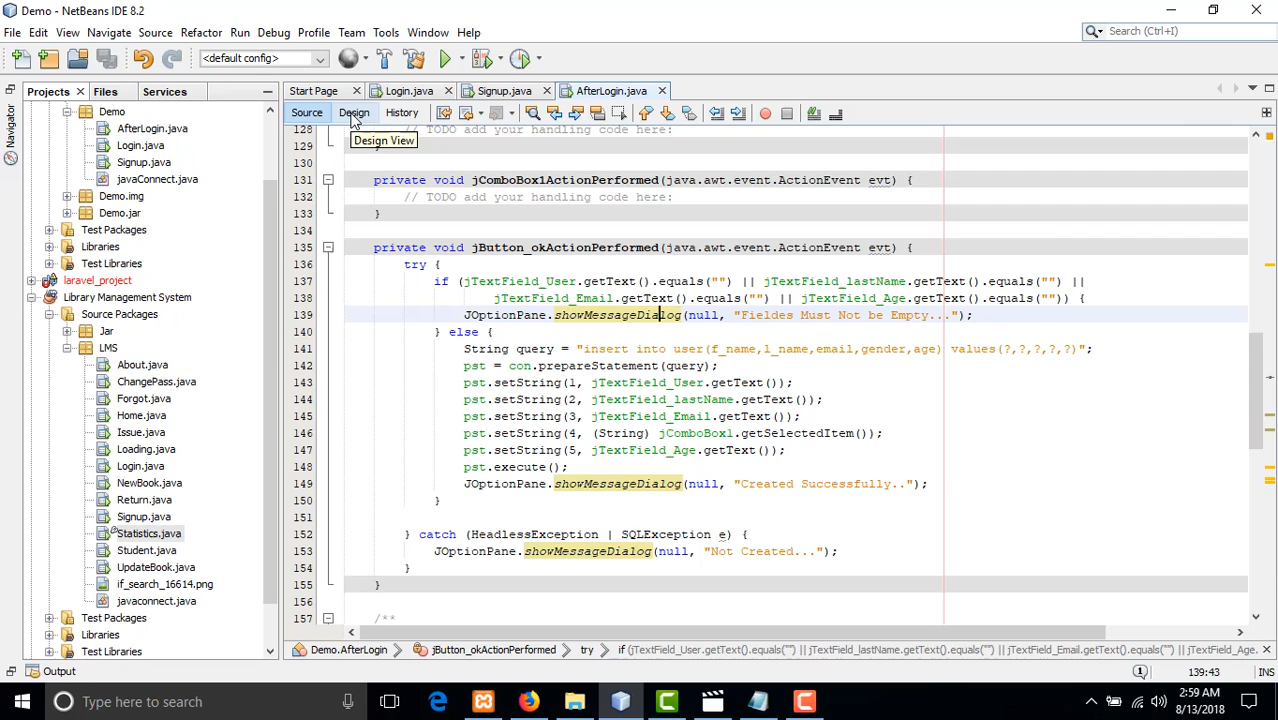 Demo - NetBeans IDE 8.2
File Edit View Navigate Source Refactor Run Debug Profile Team Tools Window Help
Search (Ctrl+I)
<default config>
Projects Files Services
Start Page Login.java Signup.java AfterLogin.java
Source Design History
Design View
Navigator
Demo
AfterLogin.java
Login.java
Signup.java
javaConnect.java
Demo.img
Demo.jar
Test Packages
Libraries
Test Libraries
laravel_project
Library Management System
Source Packages
Jar
LMS
About.java
ChangePass.java
Forgot.java
Home.java
Issue.java
Loading.java
Login.java
NewBook.java
Return.java
Signup.java
Statistics.java
Student.java
UpdateBook.java
if_search_16614.png
javaconnect.java
Test Packages
Libraries
Test Libraries
128 // TODO add your handling code here:
129
130
131 private void jComboBox1ActionPerformed(java.awt.event.ActionEvent evt) {
132 // TODO add your handling code here:
133 }
134
135 private void jButton_okActionPerformed(java.awt.event.ActionEvent evt) {
136 try {
137 if (jTextField_User.getText().equals("") || jTextField_lastName.getText().equals("") ||
138 jTextField_Email.getText().equals("") || jTextField_Age.getText().equals("")) {
139 JOptionPane.showMessageDialog(null, "Fieldes Must Not be Empty...");
140 } else {
141 String query = "insert into user(f_name,l_name,email,gender,age) values(?,?,?,?,?)";
142 pst = con.prepareStatement(query);
143 pst.setString(1, jTextField_User.getText());
144 pst.setString(2, jTextField_lastName.getText());
145 pst.setString(3, jTextField_Email.getText());
146 pst.setString(4, (String) jComboBox1.getSelectedItem());
147 pst.setString(5, jTextField_Age.getText());
148 pst.execute();
149 JOptionPane.showMessageDialog(null, "Created Successfully..");
150 }
151
152 } catch (HeadlessException | SQLException e) {
153 JOptionPane.showMessageDialog(null, "Not Created...");
154 }
155 }
156
157 /**
Demo.AfterLogin jButton_okActionPerformed try if (jTextField_User.getText().equals("") || jTextField_lastName.getText().equals("") || jTextField_Email.getText().equals("") || jTextField_Age.
Output
139:43
Type here to search
2:59 AM
8/13/2018